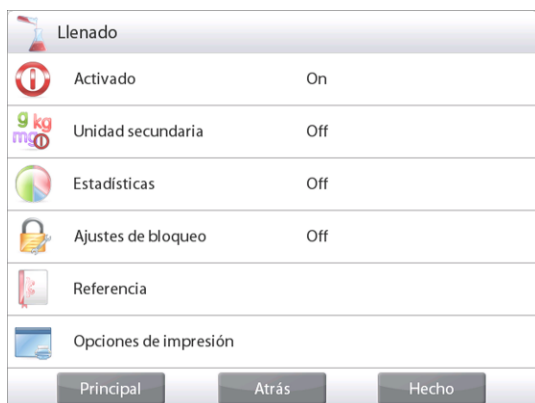 Llenado
Activado On
g kg
mg
Unidad secundaria Off
Estadísticas Off
Ajustes de bloqueo Off
Referencia
Opciones de impresión
Principal Atrás Hecho